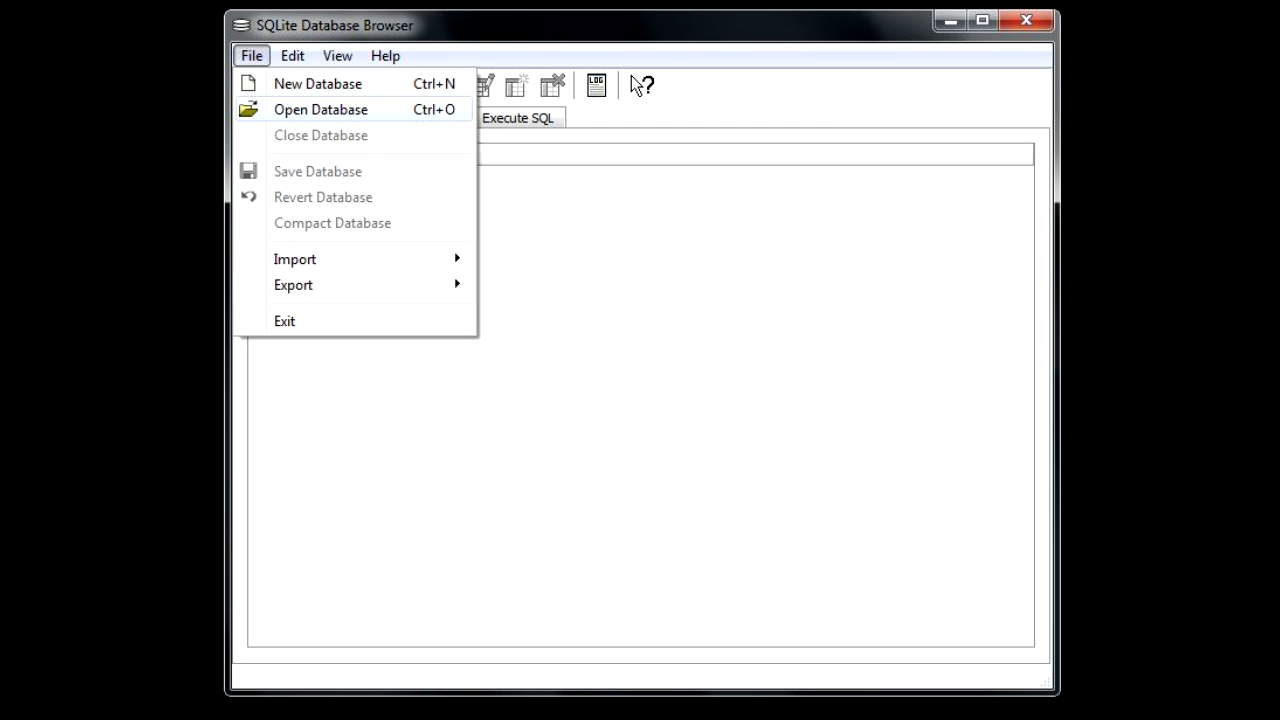 SQLite Database Browser
File Edit View Help
New Database Ctrl+N
Open Database Ctrl+O
Close Database
Save Database
Revert Database
Compact Database
Import
Export
Exit
LOG
?
Execute SQL